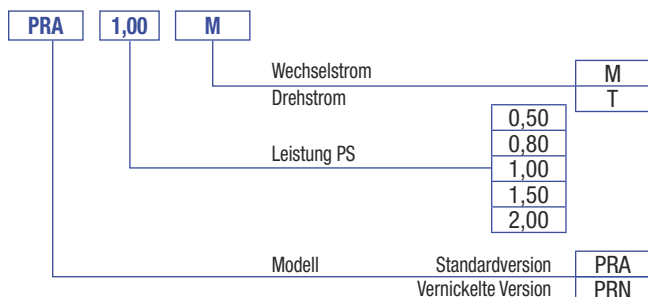 PRA 1,00 M
Wechselstrom M
Drehstrom T
0,50
0,80
Leistung PS 1,00
1,50
2,00
Modell Standardversion PRA
Vernickelte Version PRN